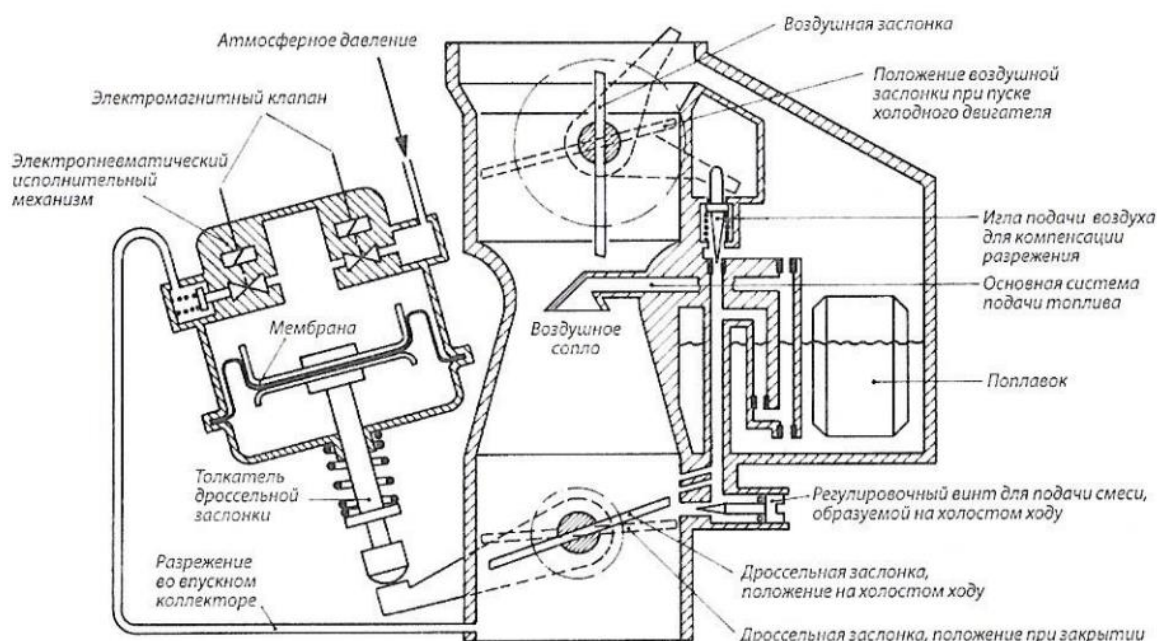 Атмосферное давление
Электромагнитный клапан
Электропневматический
исполнительный
механизм
Мембрана
Толкатель
дроссельной
заслонки
Разрежение
во впускном
коллекторе
Воздушное
сопло
Воздушная заслонка
Положение воздушной
заслонки при пуске
холодного двигателя
Игла подачи воздуха
для компенсации
разрежения
Основная система
подачи топлива
Поплавок
Регулировочный винт для подачи смеси,
образуемой на холостом ходу
Дроссельная заслонка,
положение на холостом ходу
Дроссельная заслонка, положение при закрытии